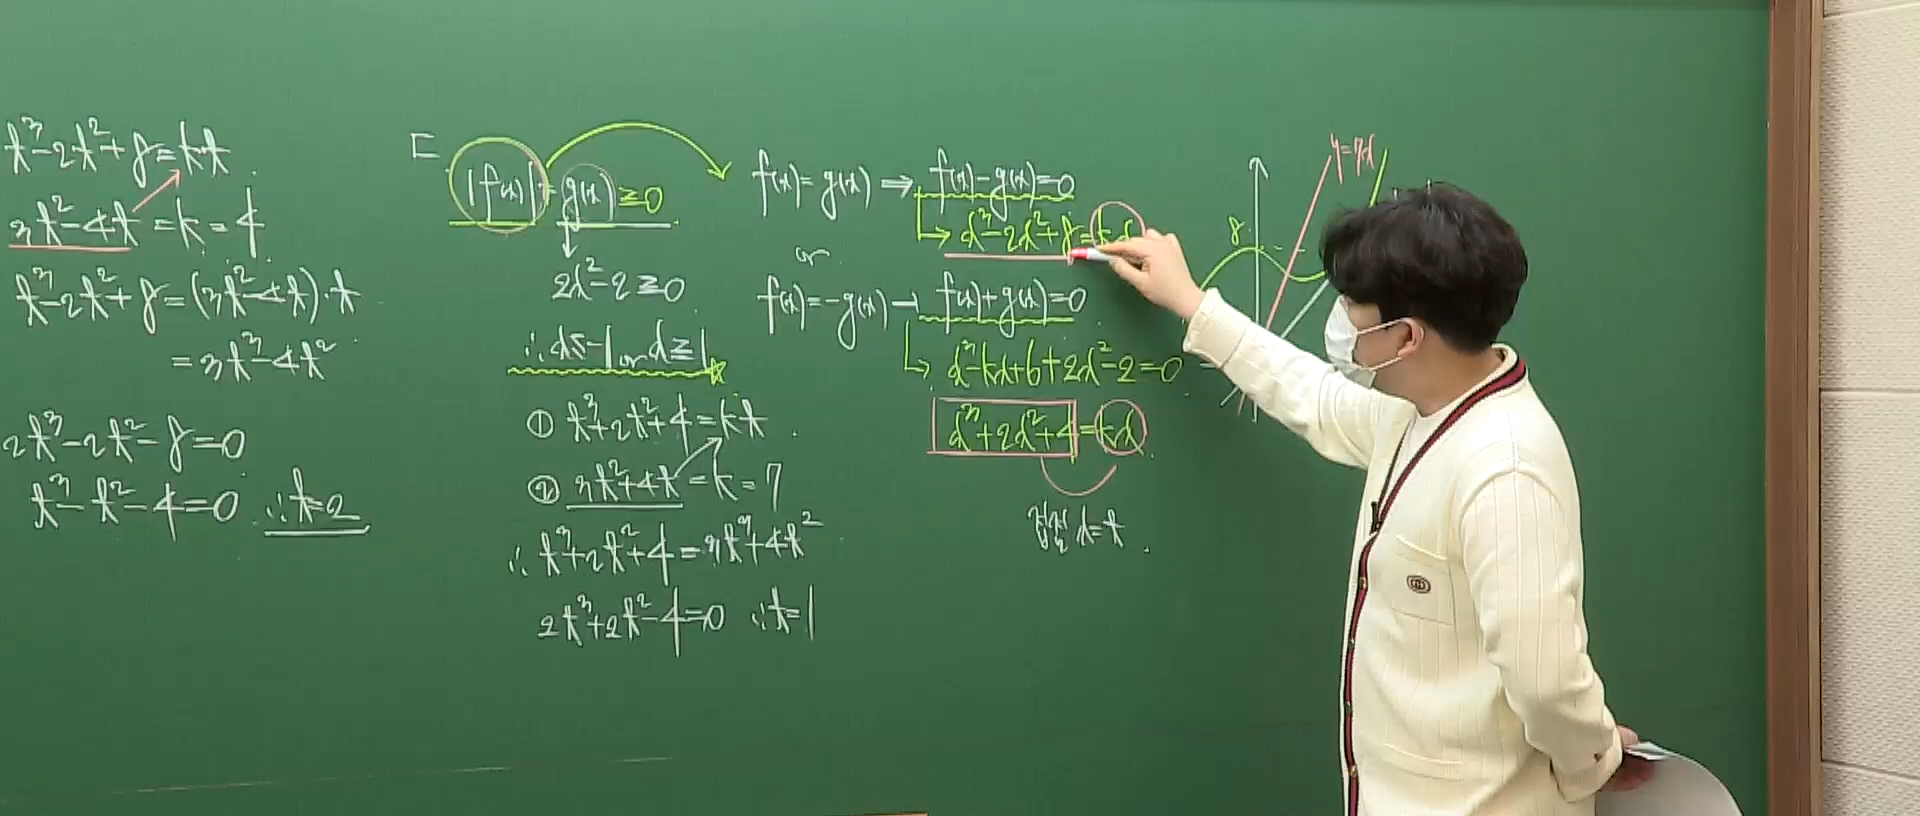 t³-2t²+8=kt
3t²-4t=k=4
t³-2t²+8=(3t²-4t)·t
=3t³-4t²
2t³-2t²-8=0
t³-t²-4=0 ∴t=2
ㄷ
|f(x)|=g(x)≥0
2x²-2≥0
∴x≤-1 or x≥1
① t³+2t²+4=kt
② 3t²+4t=k=7
∴t³+2t²+4=3t³+4t²
2t³+2t²-4=0 ∴t=1
f(x)=g(x) ⇒ f(x)-g(x)=0
→ x³-2x²+8=kx
or
f(x)=-g(x) → f(x)+g(x)=0
→ x³-kx+6+2x²-2=0
x³+2x²+4=kx
x=t
y=7x
8